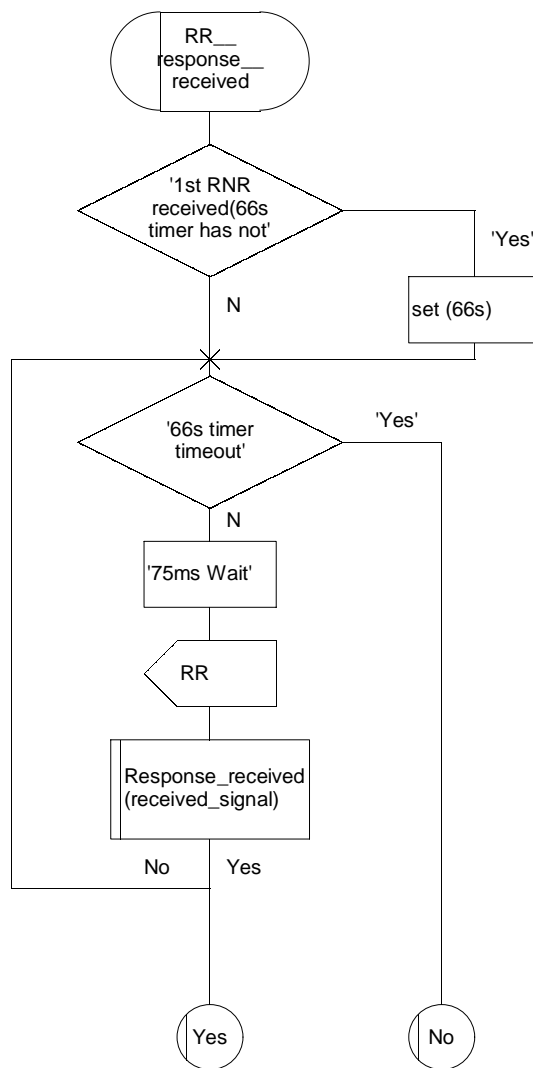 RR__
response__
received
'1st RNR
received(66s
timer has not'
'Yes'
set (66s)
N
'66s timer
timeout'
'Yes'
N
'75ms Wait'
RR
Response_received
(received_signal)
No
Yes
Yes
No